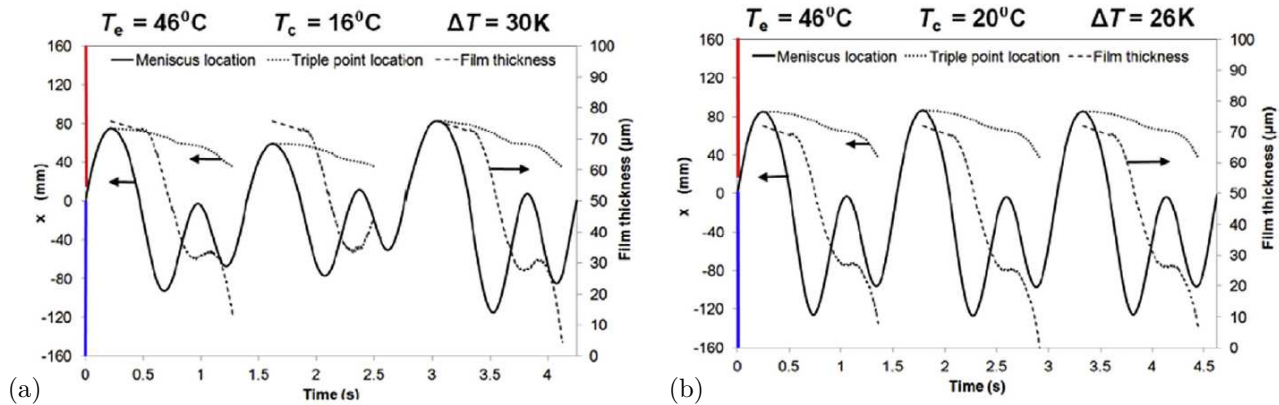 Te = 46⁰C Tc = 16⁰C ΔT = 30K
Meniscus location Triple point location Film thickness
160
120
80
40
0
-40
-80
-120
-160
x (mm)
100
90
80
70
60
50
40
30
20
10
0
Film thickness (μm)
0 0.5 1 1.5 2 2.5 3 3.5 4
Time (s)
(a)
Te = 46⁰C Tc = 20⁰C ΔT = 26K
Meniscus location Triple point location Film thickness
160
120
80
40
0
-40
-80
-120
-160
x (mm)
100
90
80
70
60
50
40
30
20
10
0
Film thickness (μm)
0 0.5 1 1.5 2 2.5 3 3.5 4 4.5
Time (s)
(b)